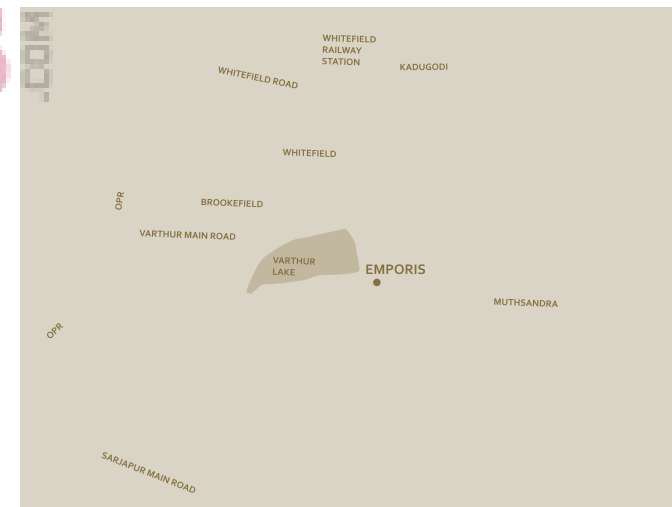 WHITEFIELD
RAILWAY
STATION
KADUGODI
WHITEFIELD ROAD
WHITEFIELD
OPR
BROOKEFIELD
VARTHUR MAIN ROAD
VARTHUR
LAKE
EMPORIS
MUTHSANDRA
OPR
SARJAPUR MAIN ROAD